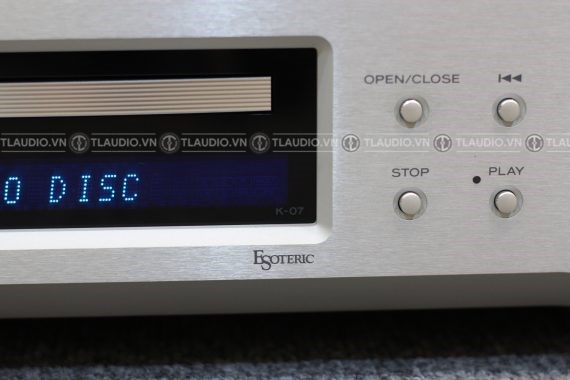 OPEN/CLOSE
TLAUDIO.VN TLAUDIO.VN TLAUDIO.VN TLAUDIO.VN TLAUDIO.VN TLAUDIO.VN
O DISC
STOP
PLAY
K-07
ESOTERIC